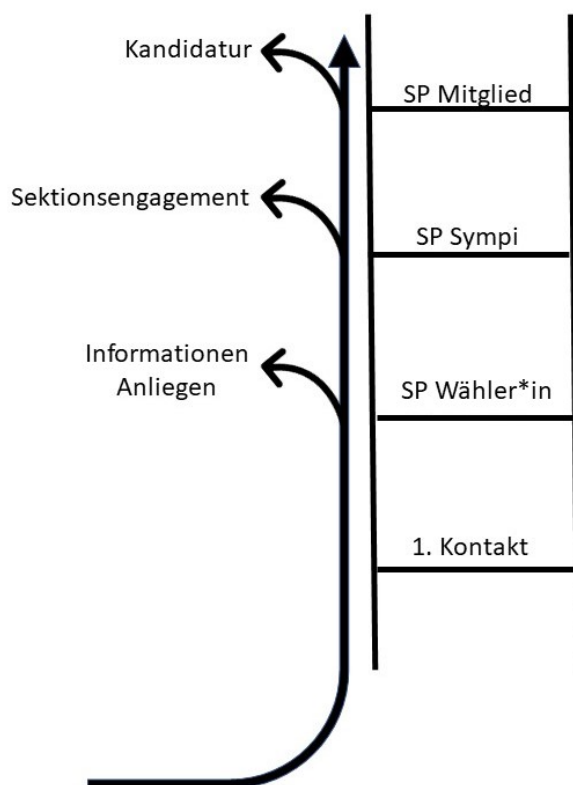 Kandidatur
SP Mitglied
Sektionsengagement
SP Sympi
Informationen
Anliegen
SP Wähler*in
1. Kontakt